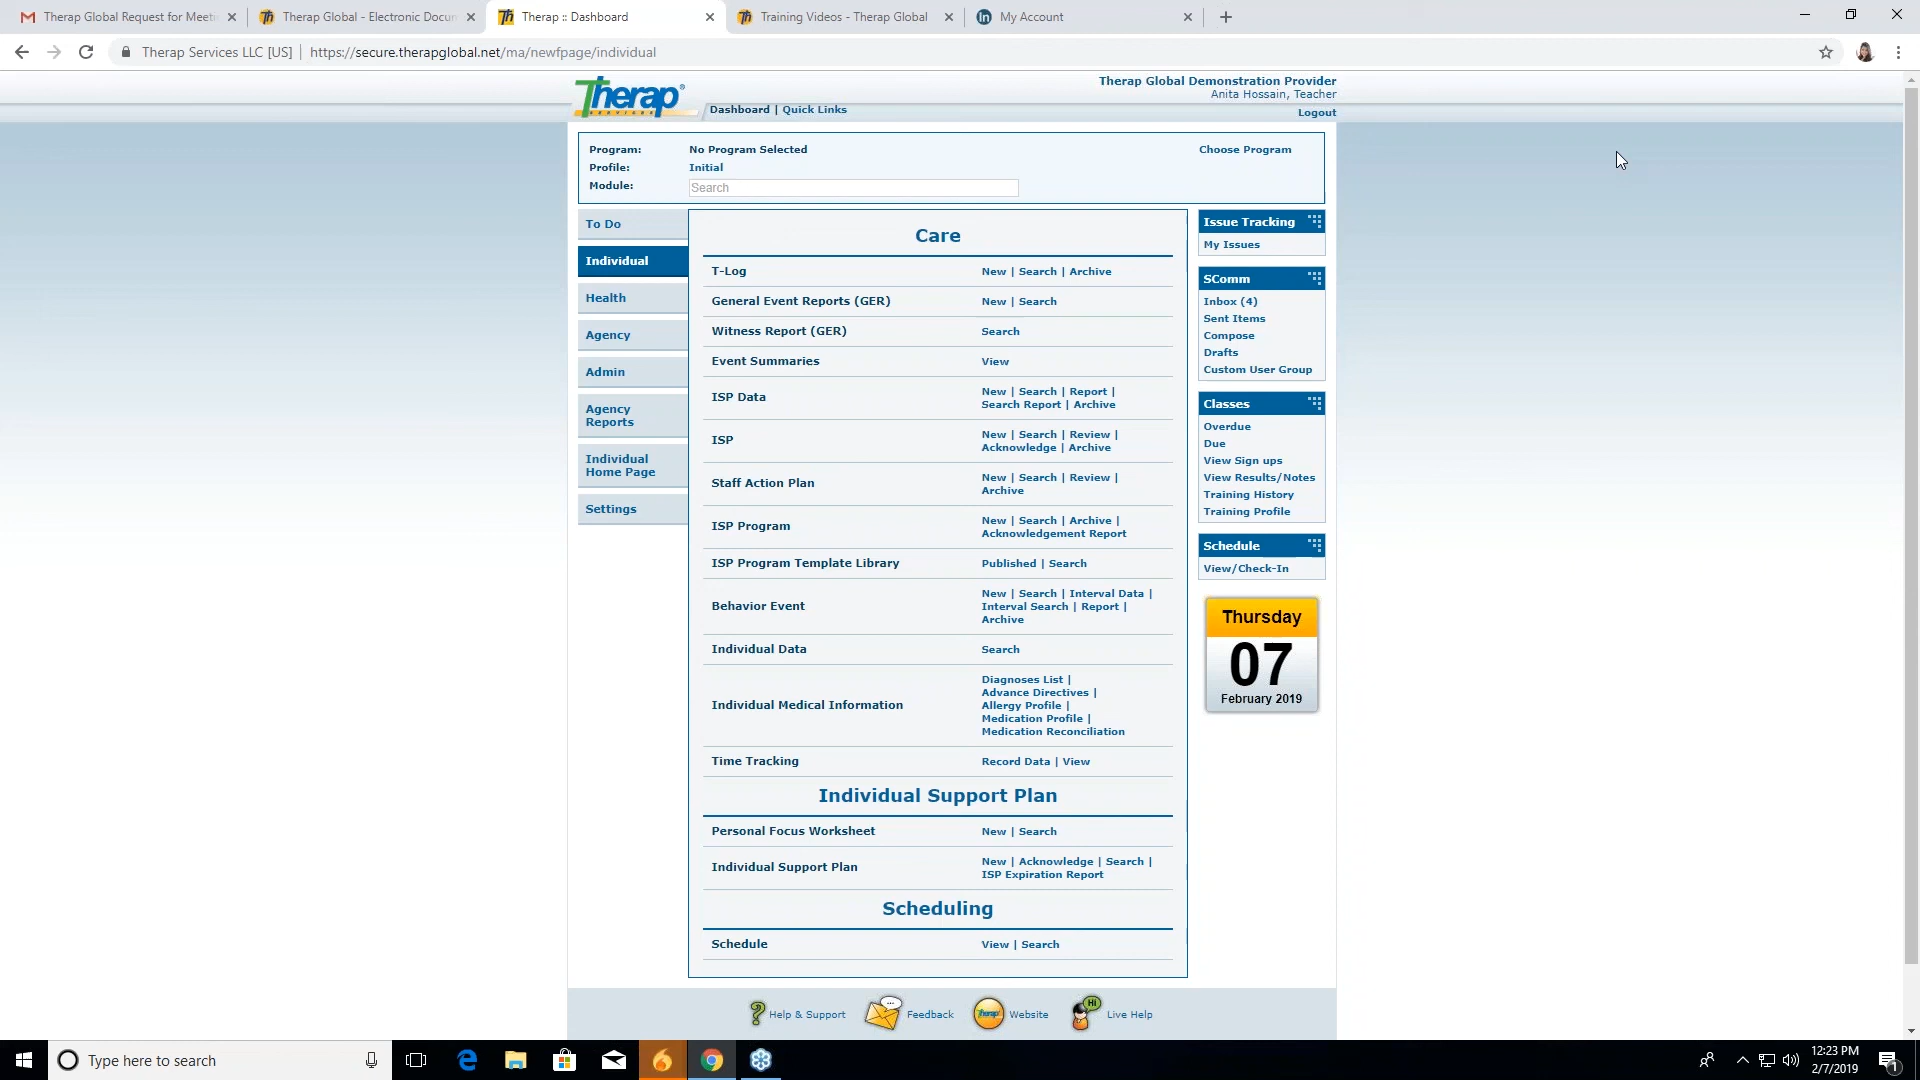 Therap Global Request for Meet
Therap Global - Electronic Docun
Therap :: Dashboard
Training Videos - Therap Global
My Account
Therap Services LLC [US] | https://secure.therapglobal.net/ma/newfpage/individual
Therap®
SERVICES
Dashboard | Quick Links
Therap Global Demonstration Provider
Anita Hossain, Teacher
Logout
Program: No Program Selected Choose Program
Profile: Initial
Module: Search
To Do
Individual
Health
Agency
Admin
Agency
Reports
Individual
Home Page
Settings
Care
T-Log New | Search | Archive
General Event Reports (GER) New | Search
Witness Report (GER) Search
Event Summaries View
ISP Data New | Search | Report |
Search Report | Archive
ISP New | Search | Review |
Acknowledge | Archive
Staff Action Plan New | Search | Review |
Archive
ISP Program New | Search | Archive |
Acknowledgement Report
ISP Program Template Library Published | Search
Behavior Event New | Search | Interval Data |
Interval Search | Report |
Archive
Individual Data Search
Individual Medical Information Diagnoses List |
Advance Directives |
Allergy Profile |
Medication Profile |
Medication Reconciliation
Time Tracking Record Data | View
Individual Support Plan
Personal Focus Worksheet New | Search
Individual Support Plan New | Acknowledge | Search |
ISP Expiration Report
Scheduling
Schedule View | Search
Issue Tracking
My Issues
SComm
Inbox (4)
Sent Items
Compose
Drafts
Custom User Group
Classes
Overdue
Due
View Sign ups
View Results/Notes
Training History
Training Profile
Schedule
View/Check-In
Thursday
07
February 2019
Help & Support
Feedback
Website
Hi
Live Help
Type here to search
12:23 PM
2/7/2019
1